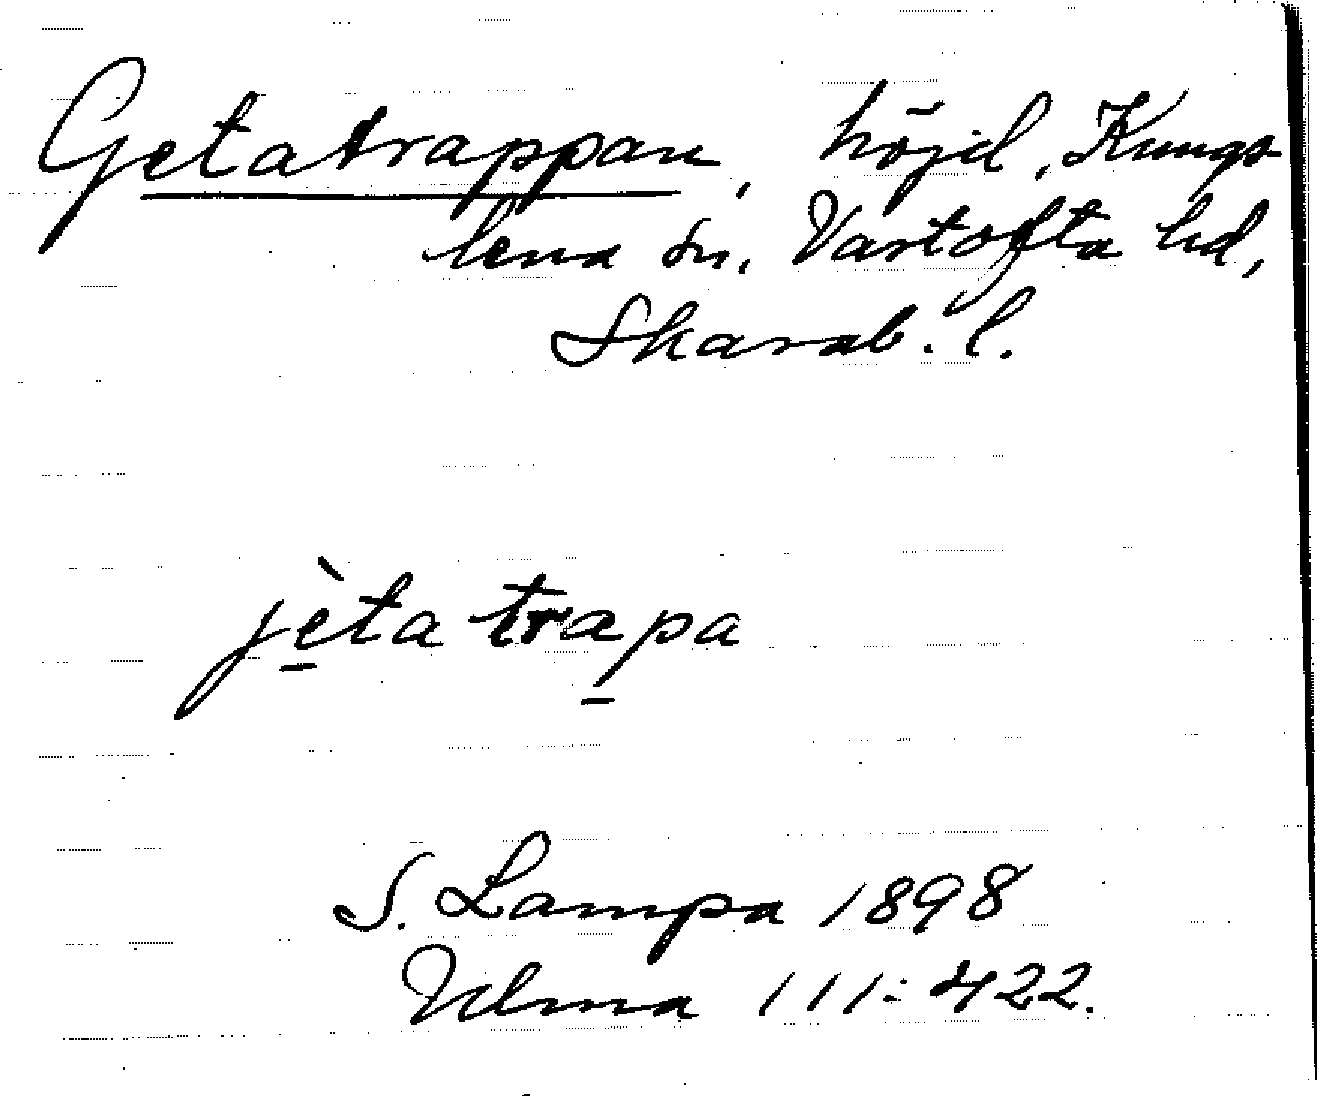 Getatrappan, höjd, Kungs
lena sn, Vartofta hd,
Skarab. l.
jèta trapa
S. Lampa 1898
Ulma 111:422.